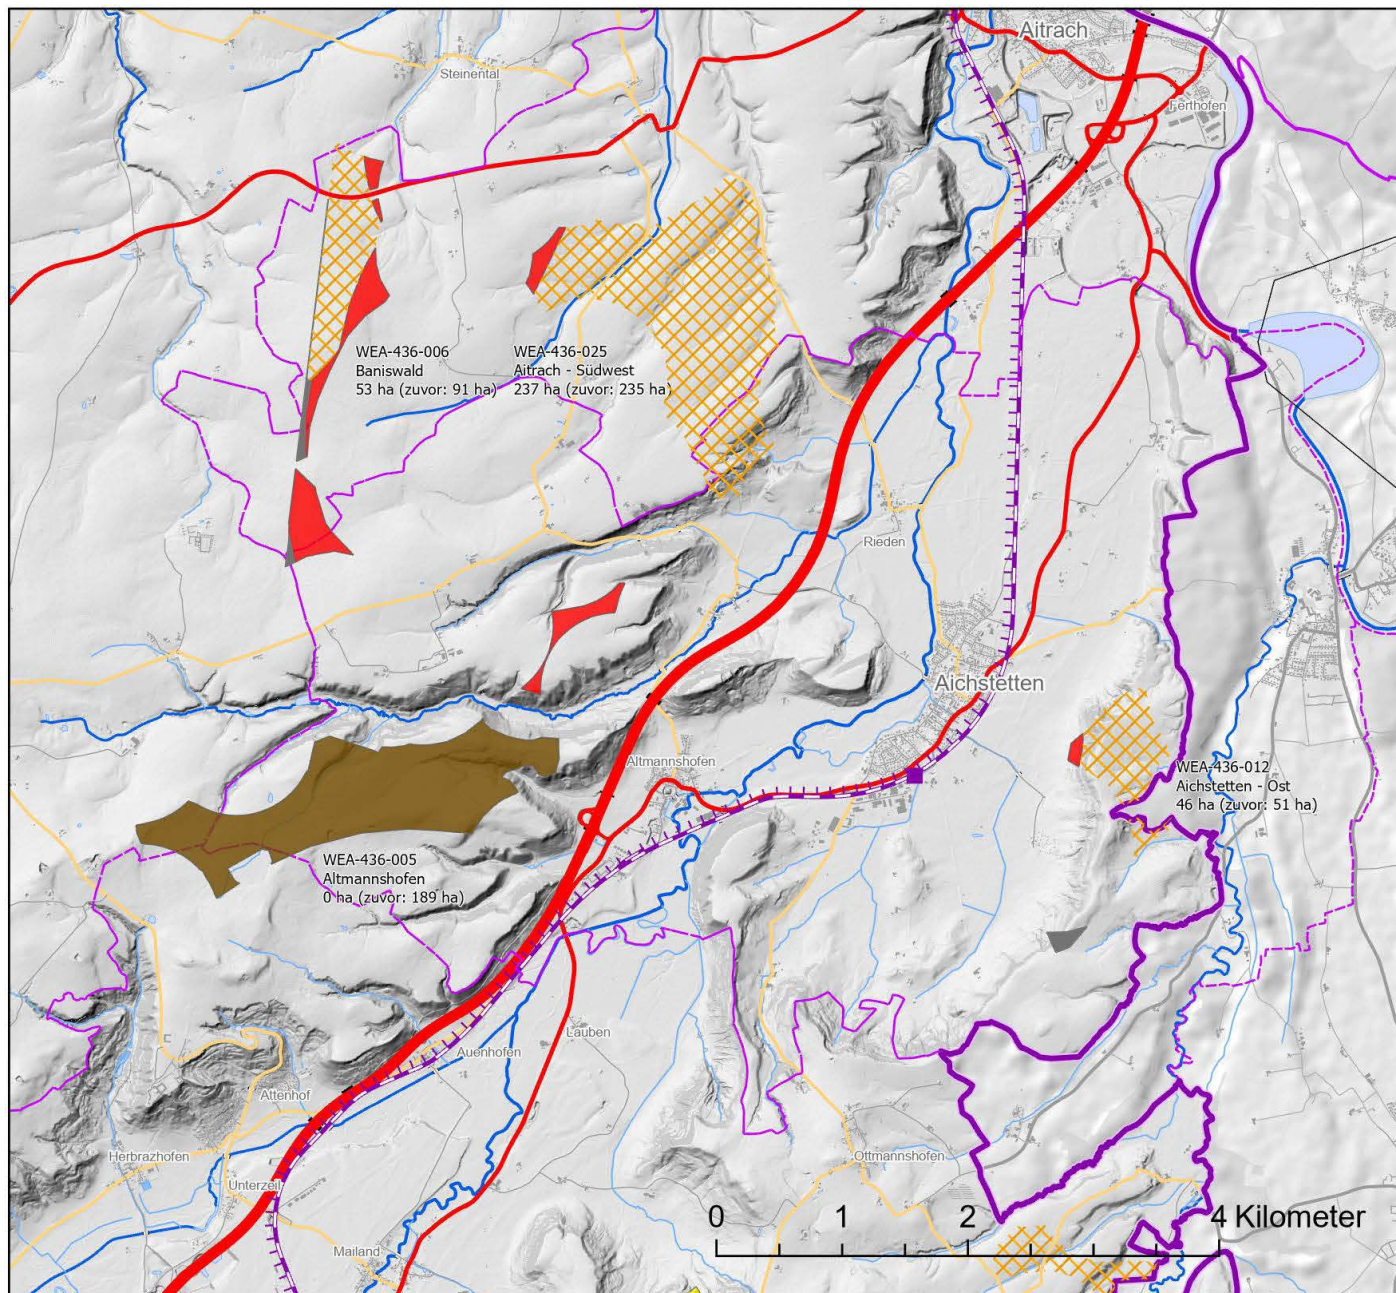 Aitrach
Steinental
Ferthofen
WEA-436-006
Baniswald
53 ha (zuvor: 91 ha)
WEA-436-025
Aitrach - Südwest
237 ha (zuvor: 235 ha)
Rieden
Aichstetten
Altmannshofen
WEA-436-012
Aichstetten - Ost
46 ha (zuvor: 51 ha)
WEA-436-005
Altmannshofen
0 ha (zuvor: 189 ha)
Lauben
Auenhofen
Attenhof
Herbrazhofen
Ottmannshofen
Unterzeil
0 1 2 4 Kilometer
Mailand